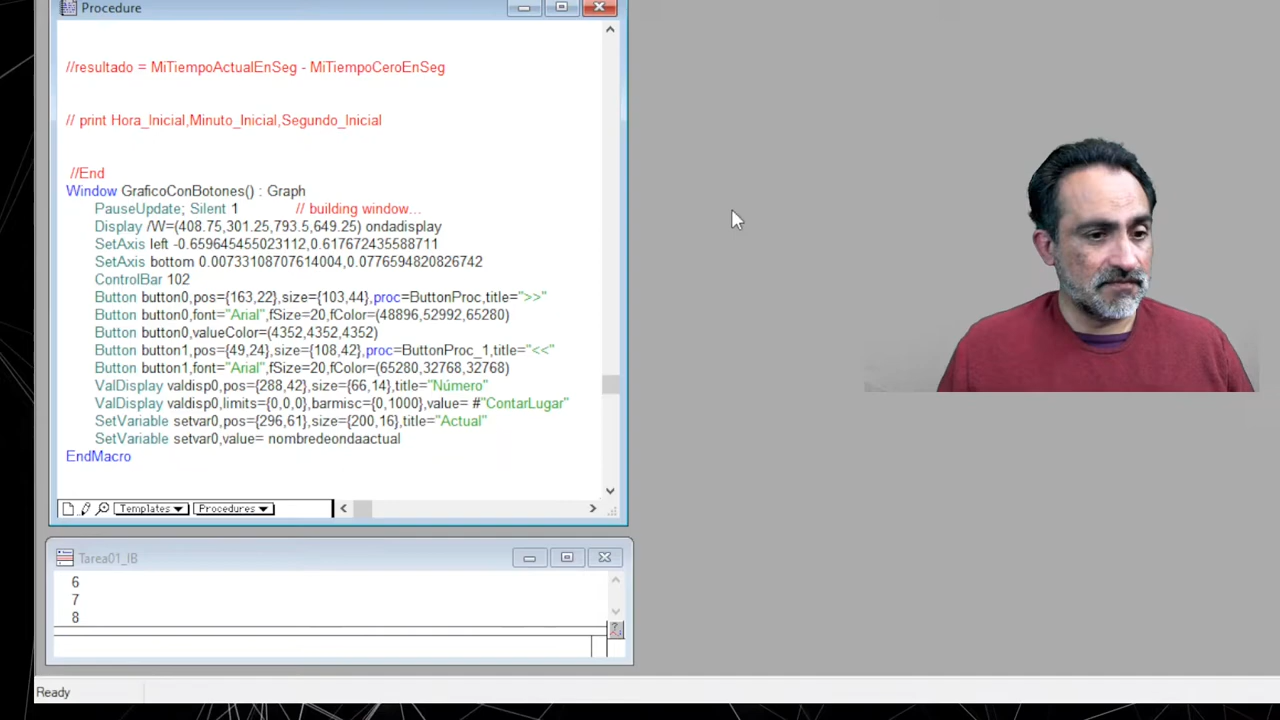 Procedure
//resultado = MiTiempoActualEnSeg - MiTiempoCeroEnSeg
// print Hora_Inicial,Minuto_Inicial,Segundo_Inicial
//End
Window GraficoConBotones() : Graph
PauseUpdate; Silent 1 // building window...
Display /W=(408.75,301.25,793.5,649.25) ondadisplay
SetAxis left -0.659645455023112,0.617672435588711
SetAxis bottom 0.00733108707614004,0.0776594820826742
ControlBar 102
Button button0,pos={163,22},size={103,44},proc=ButtonProc,title=">>"
Button button0,font="Arial",fSize=20,fColor=(48896,52992,65280)
Button button0,valueColor=(4352,4352,4352)
Button button1,pos={49,24},size={108,42},proc=ButtonProc_1,title="<<"
Button button1,font="Arial",fSize=20,fColor=(65280,32768,32768)
ValDisplay valdisp0,pos={288,42},size={66,14},title="Número"
ValDisplay valdisp0,limits={0,0,0},barmisc={0,1000},value= #"ContarLugar"
SetVariable setvar0,pos={296,61},size={200,16},title="Actual"
SetVariable setvar0,value= nombredeondaactual
EndMacro
Templates Procedures
Tarea01_IB
6
7
8
?
Ready